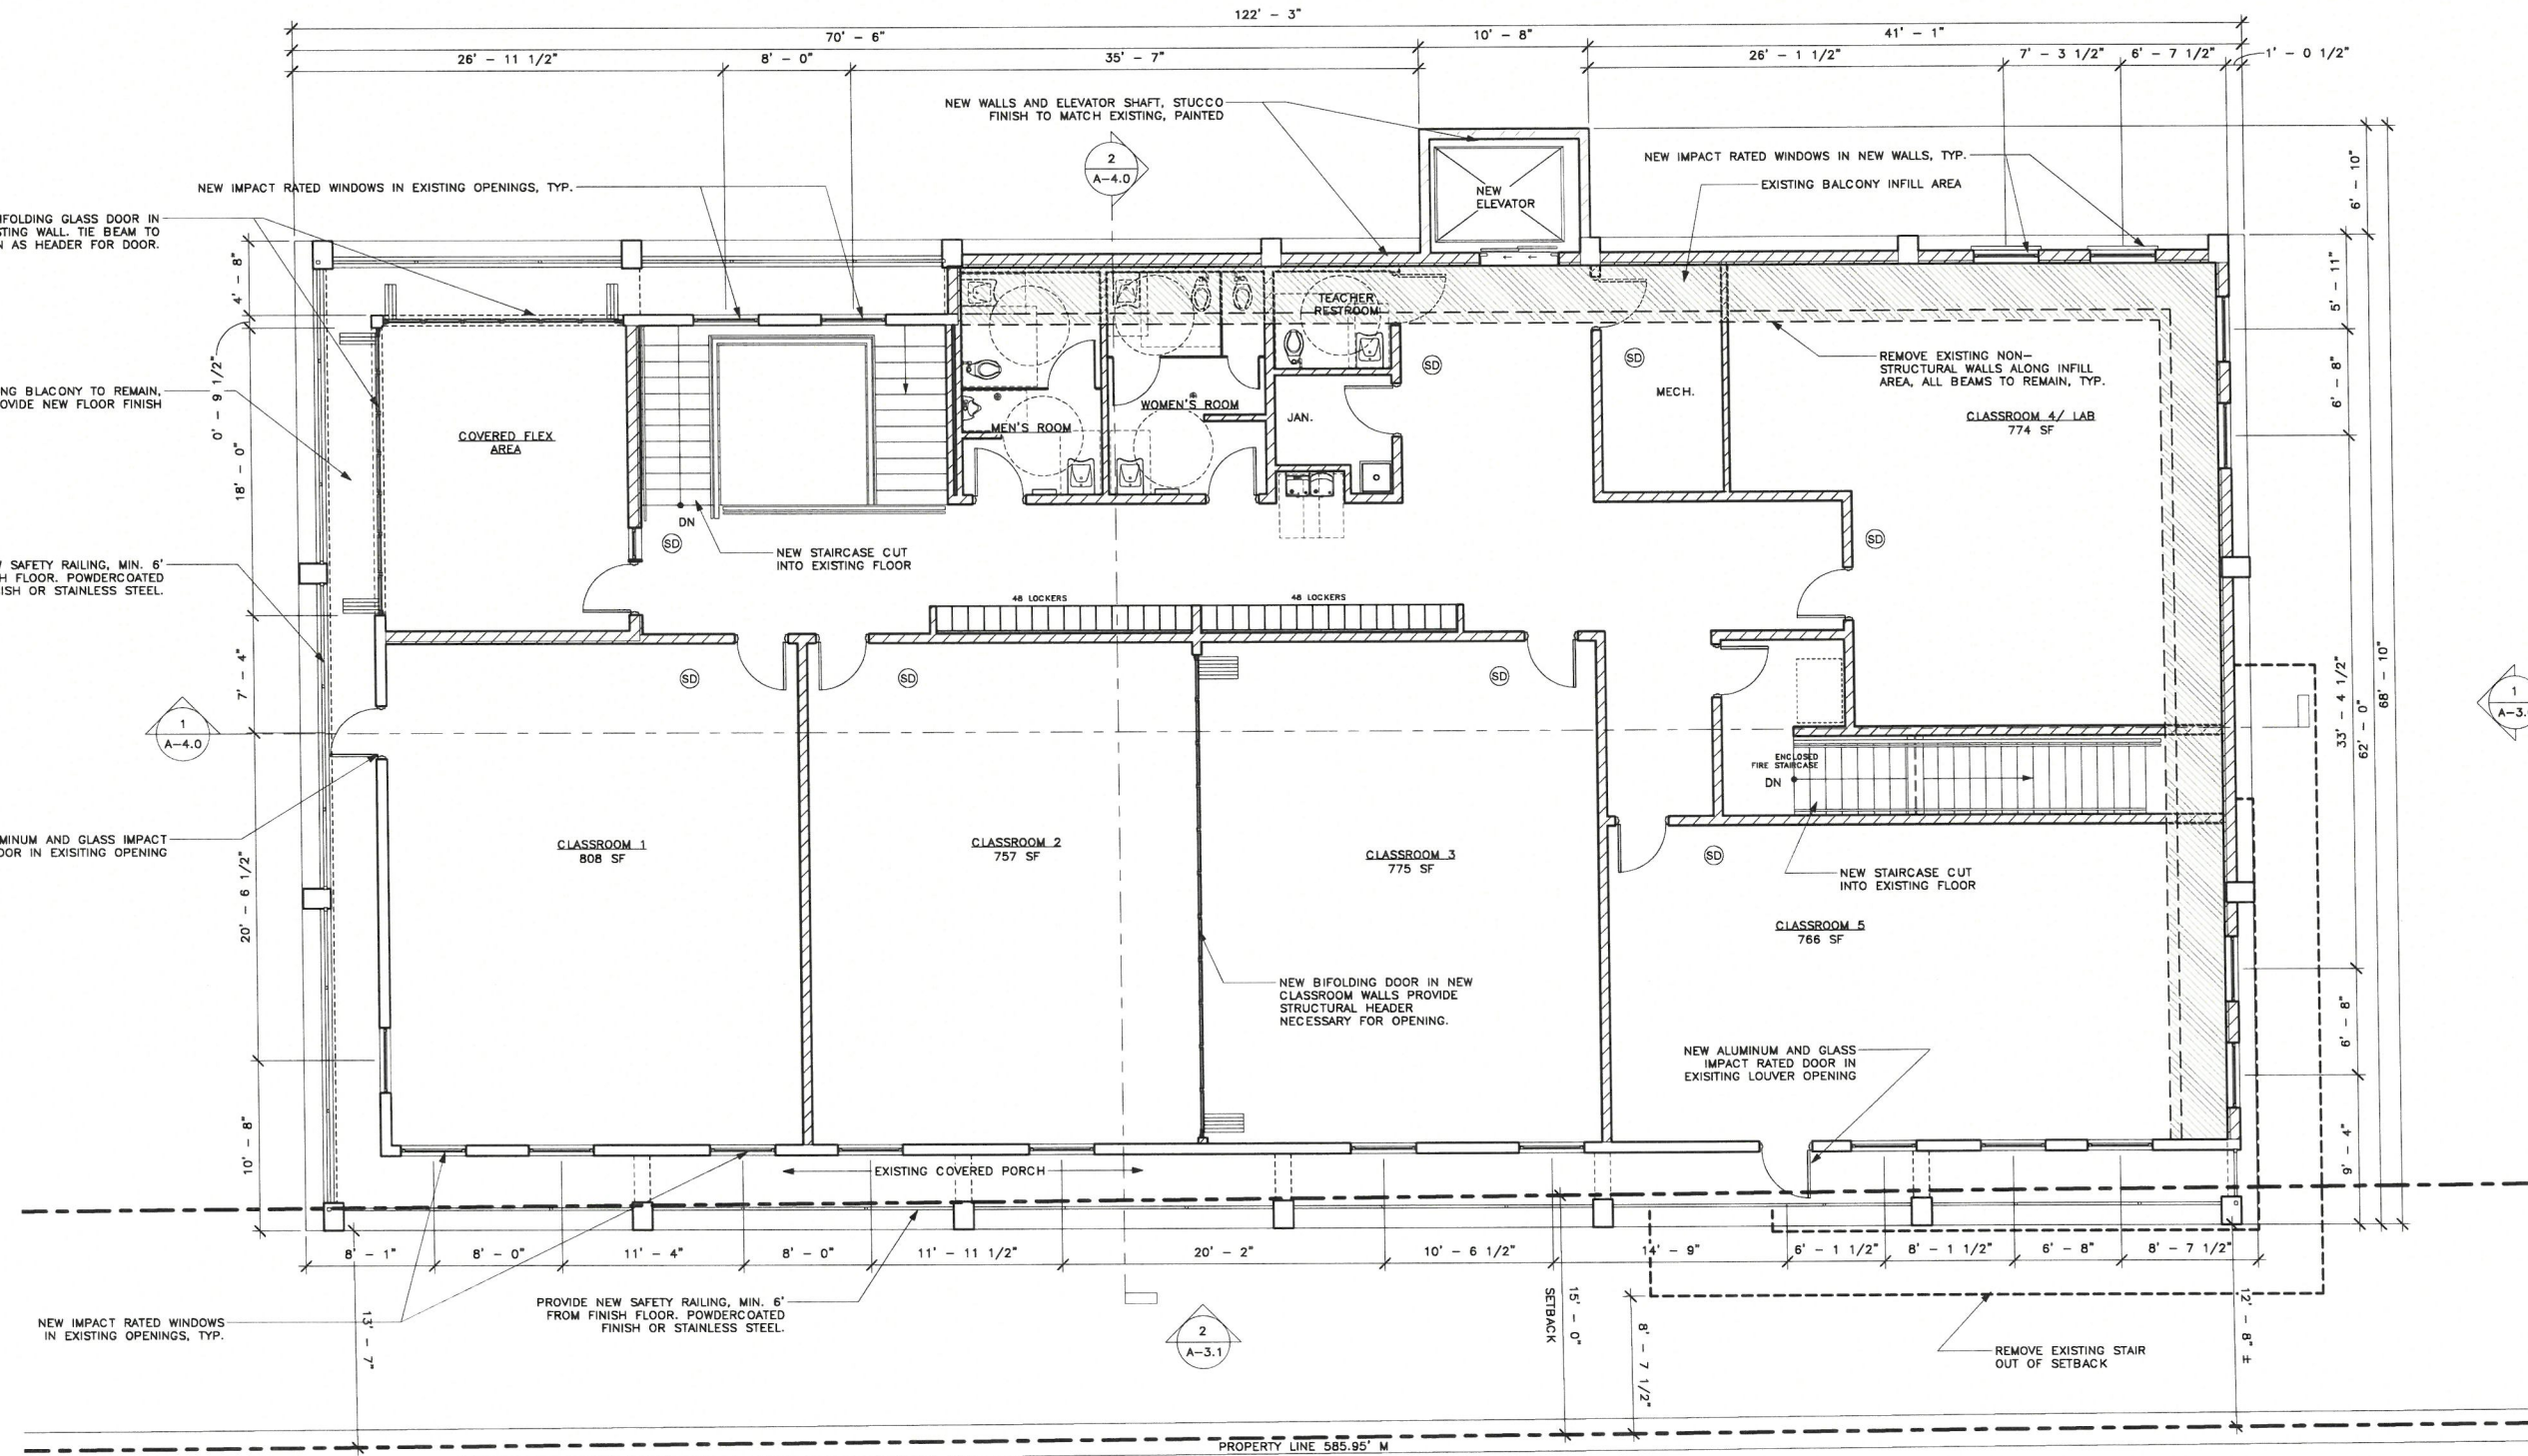 122' - 3"
70' - 6"
10' - 8"
41' - 1"
26' - 11 1/2"
8' - 0"
35' - 7"
26' - 1 1/2"
7' - 3 1/2"
6' - 7 1/2"
1' - 0 1/2"
NEW WALLS AND ELEVATOR SHAFT, STUCCO
FINISH TO MATCH EXISTING, PAINTED
2
A-4.0
NEW IMPACT RATED WINDOWS IN NEW WALLS, TYP.
EXISTING BALCONY INFILL AREA
NEW IMPACT RATED WINDOWS IN EXISTING OPENINGS, TYP.
NEW
ELEVATOR
6' - 10"
IFOLDING GLASS DOOR IN
STING WALL. TIE BEAM TO
N AS HEADER FOR DOOR.
4' - 8"
5' - 11"
TEACHER
RESTROOM
SD
SD
REMOVE EXISTING NON-
STRUCTURAL WALLS ALONG INFILL
AREA, ALL BEAMS TO REMAIN, TYP.
NG BLACONY TO REMAIN,
OVIDE NEW FLOOR FINISH
0' - 9 1/2"
6' - 8"
MECH.
WOMEN'S ROOM
JAN.
CLASSROOM 4/ LAB
774 SF
MEN'S ROOM
COVERED FLEX
AREA
18' - 0"
DN
SD
SD
NEW STAIRCASE CUT
INTO EXISTING FLOOR
W SAFETY RAILING, MIN. 6'
SH FLOOR. POWDERCOATED
NISH OR STAINLESS STEEL.
48 LOCKERS
48 LOCKERS
7' - 4"
SD
SD
SD
33' - 4 1/2"
62' - 0"
68' - 10"
1
A-4.0
1
A-3.
ENCLOSED
FIRE STAIRCASE
DN
MINUM AND GLASS IMPACT
OOR IN EXISITING OPENING
CLASSROOM 1
808 SF
CLASSROOM 2
757 SF
CLASSROOM 3
775 SF
SD
NEW STAIRCASE CUT
INTO EXISTING FLOOR
20' - 6 1/2"
CLASSROOM 5
766 SF
NEW BIFOLDING DOOR IN NEW
CLASSROOM WALLS PROVIDE
STRUCTURAL HEADER
NECESSARY FOR OPENING.
6' - 8"
NEW ALUMINUM AND GLASS
IMPACT RATED DOOR IN
EXISITING LOUVER OPENING
10' - 8"
9' - 4"
EXISTING COVERED PORCH
8' - 1"
8' - 0"
11' - 4"
8' - 0"
11' - 11 1/2"
20' - 2"
10' - 6 1/2"
14' - 9"
6' - 1 1/2"
8' - 1 1/2"
6' - 8"
8' - 7 1/2"
NEW IMPACT RATED WINDOWS
IN EXISTING OPENINGS, TYP.
13' - 7"
PROVIDE NEW SAFETY RAILING, MIN. 6'
FROM FINISH FLOOR. POWDERCOATED
FINISH OR STAINLESS STEEL.
2
A-3.1
SETBACK
15' - 0"
8' - 7 1/2"
REMOVE EXISTING STAIR
OUT OF SETBACK
12' - 8" ±
PROPERTY LINE 585.95' M